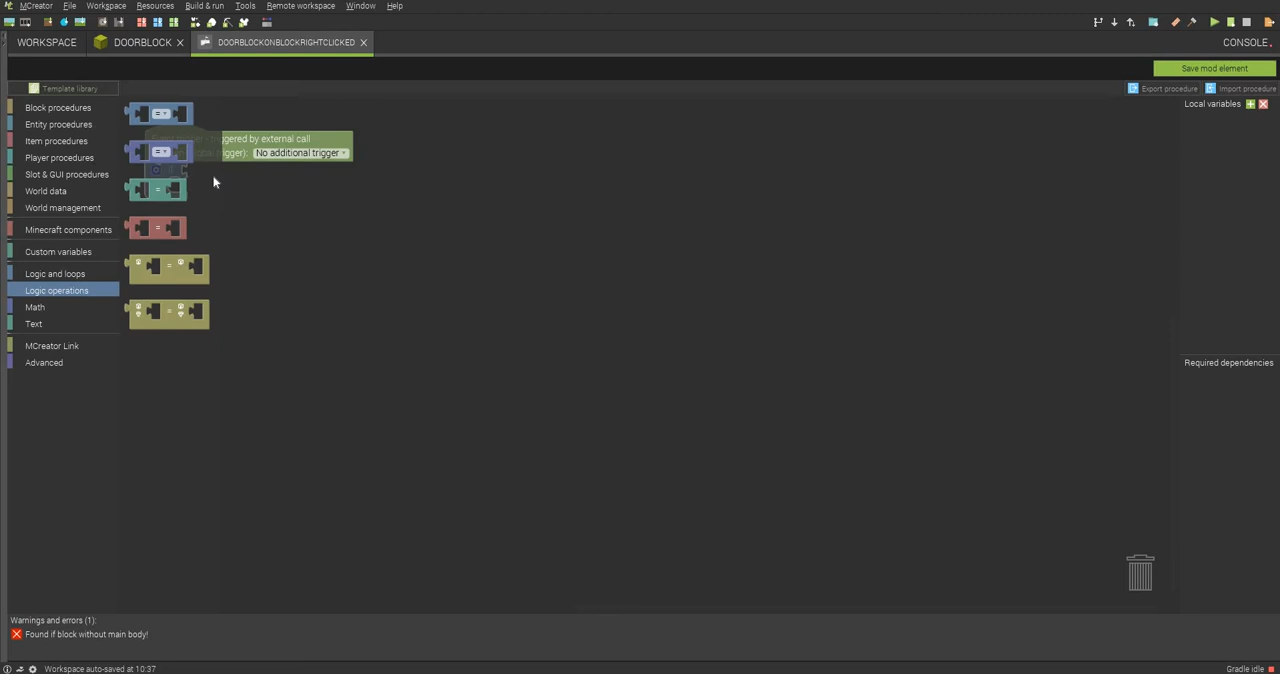 MCreator File Workspace Resources Build & run Tools Remote workspace Window Help
WORKSPACE DOORBLOCK DOORBLOCKONBLOCKRIGHTCLICKED CONSOLE
Save mod element
Template library Export procedure Import procedure
Block procedures Local variables
Entity procedures
Item procedures
Player procedures
Slot & GUI procedures
World data
World management
Minecraft components
Custom variables
Logic and loops
Logic operations
Math
Text
MCreator Link
Advanced
=
=
=
=
=
=
triggered by external call
No additional trigger
Required dependencies
Warnings and errors (1):
Found if block without main body!
Workspace auto-saved at 10:37 Gradle idle